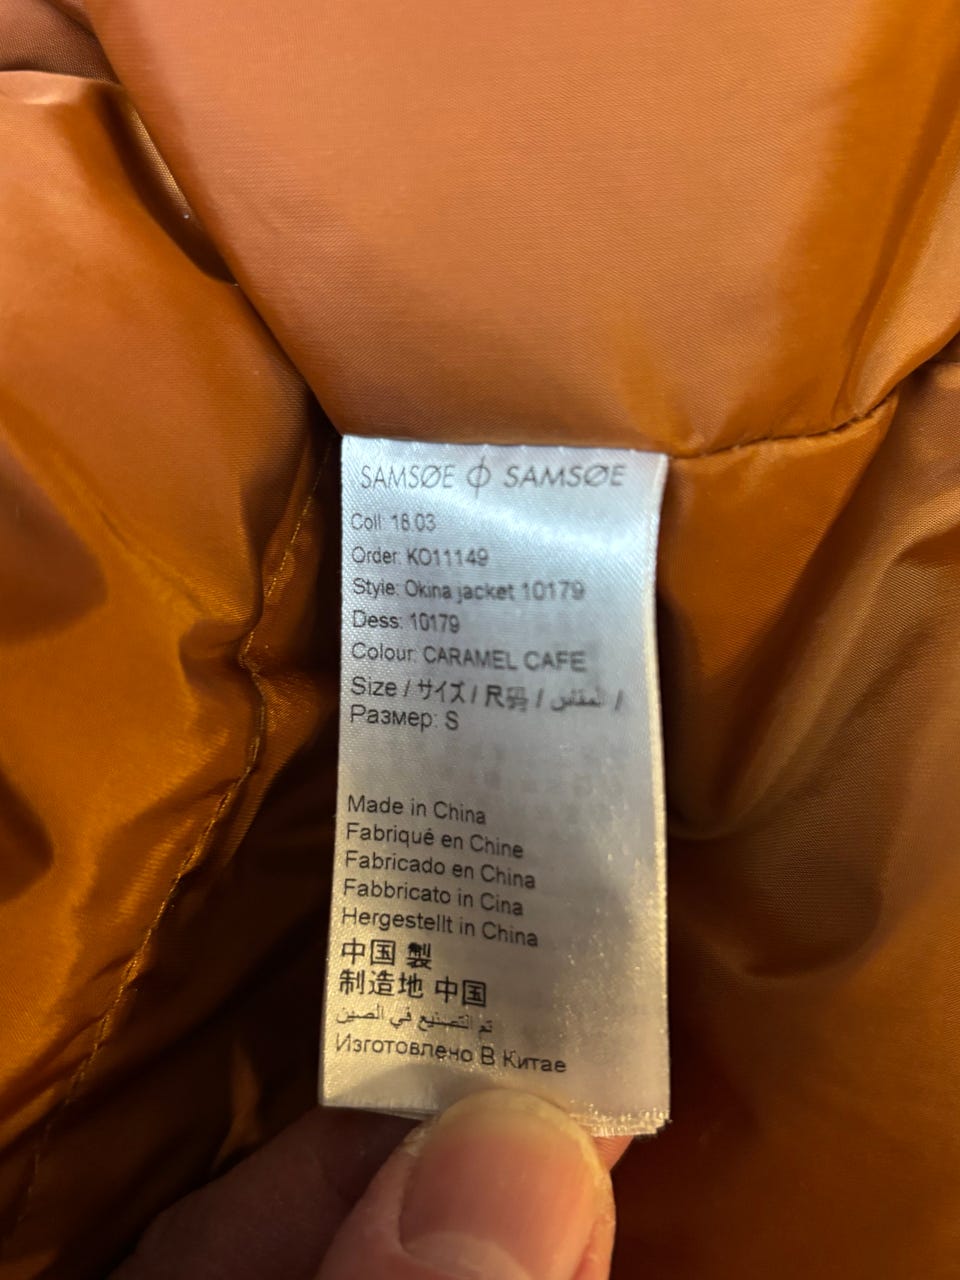 SAMSØE ϕ SAMSØE
Coll: 18.03
Order: KO11149
Style: Okina jacket 10179
Dess: 10179
Colour: CARAMEL CAFE
Size / サイズ / 尺码 / المقاس /
Размер: S
Made in China
Fabriqué en Chine
Fabricado en China
Fabbricato in Cina
Hergestellt in China
中国 製
制造地 中国
تم التصنيع في الصين
Изготовлено В Китае